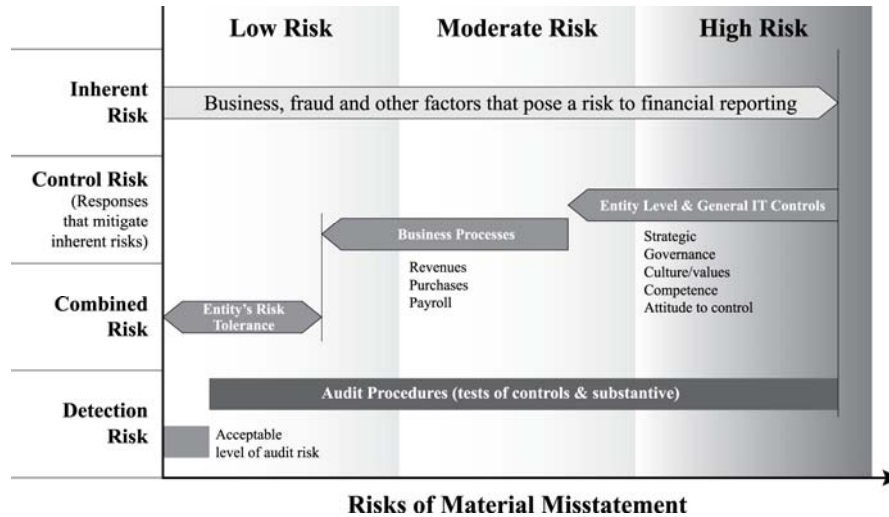 Low Risk
Moderate Risk
High Risk
Inherent
Risk
Business, fraud and other factors that pose a risk to financial reporting
Control Risk
(Responses
that mitigate
inherent risks)
Entity Level & General IT Controls
Strategic
Governance
Culture/values
Competence
Attitude to control
Business Processes
Revenues
Purchases
Payroll
Combined
Risk
Entity's Risk
Tolerance
Detection
Risk
Audit Procedures (tests of controls & substantive)
Acceptable
level of audit risk
Risks of Material Misstatement